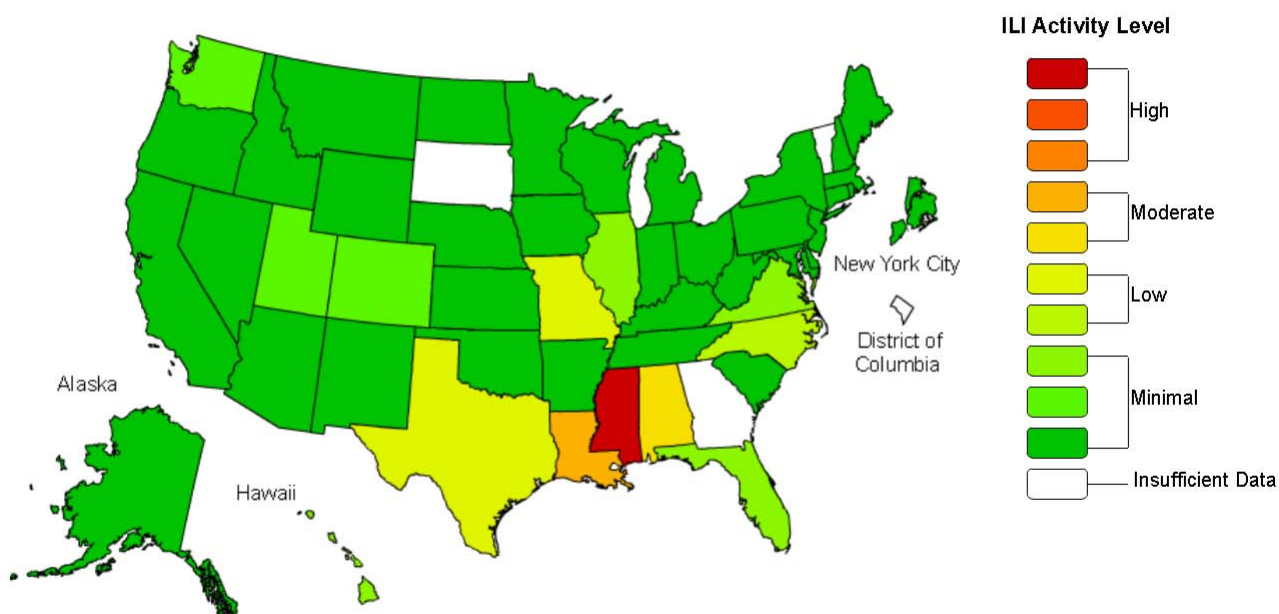 ILI Activity Level
High
Moderate
Low
Minimal
Insufficient Data
New York City
District of
Columbia
Alaska
Hawaii